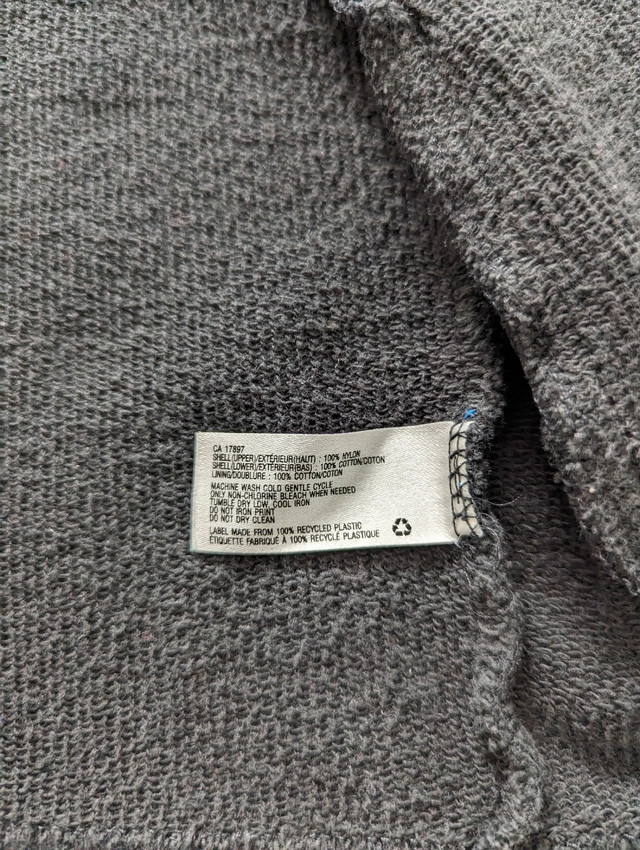 CA 17897
SHELL(UPPER)/EXTÉRIEUR(HAUT) : 100% NYLON
SHELL(LOWER)/EXTÉRIEUR(BAS) : 100% COTTON/COTON
LINING/DOUBLURE : 100% COTTON/COTON
MACHINE WASH COLD GENTLE CYCLE
ONLY NON-CHLORINE BLEACH WHEN NEEDED
TUMBLE DRY LOW, COOL IRON
DO NOT IRON PRINT
DO NOT DRY CLEAN
LABEL MADE FROM 100% RECYCLED PLASTIC
ÉTIQUETTE FABRIQUÉ À 100% RECYCLÉ PLASTIQUE